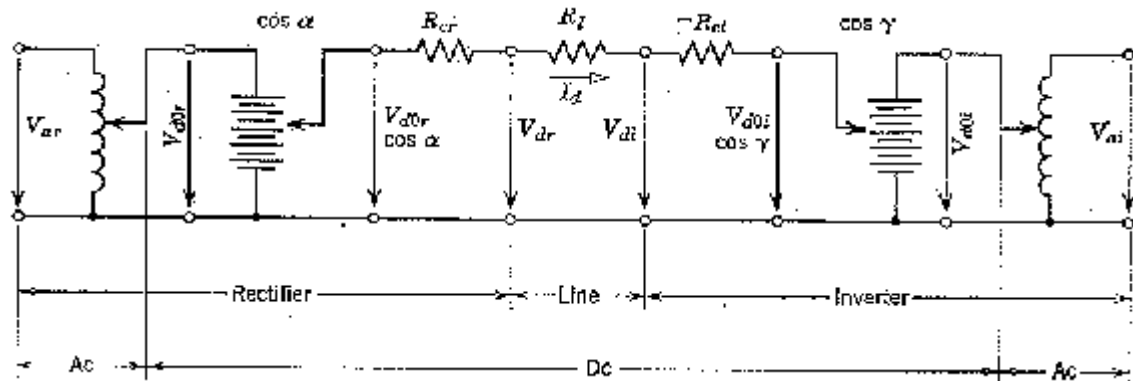 cos α
R_cr
R_l
−R_ci
cos γ
I_d
V_ar
V_d0r
V_d0r cos α
V_dr
V_di
V_d0i cos γ
V_d0i
V_ai
Rectifier
Line
Inverter
Ac
Dc
Ac